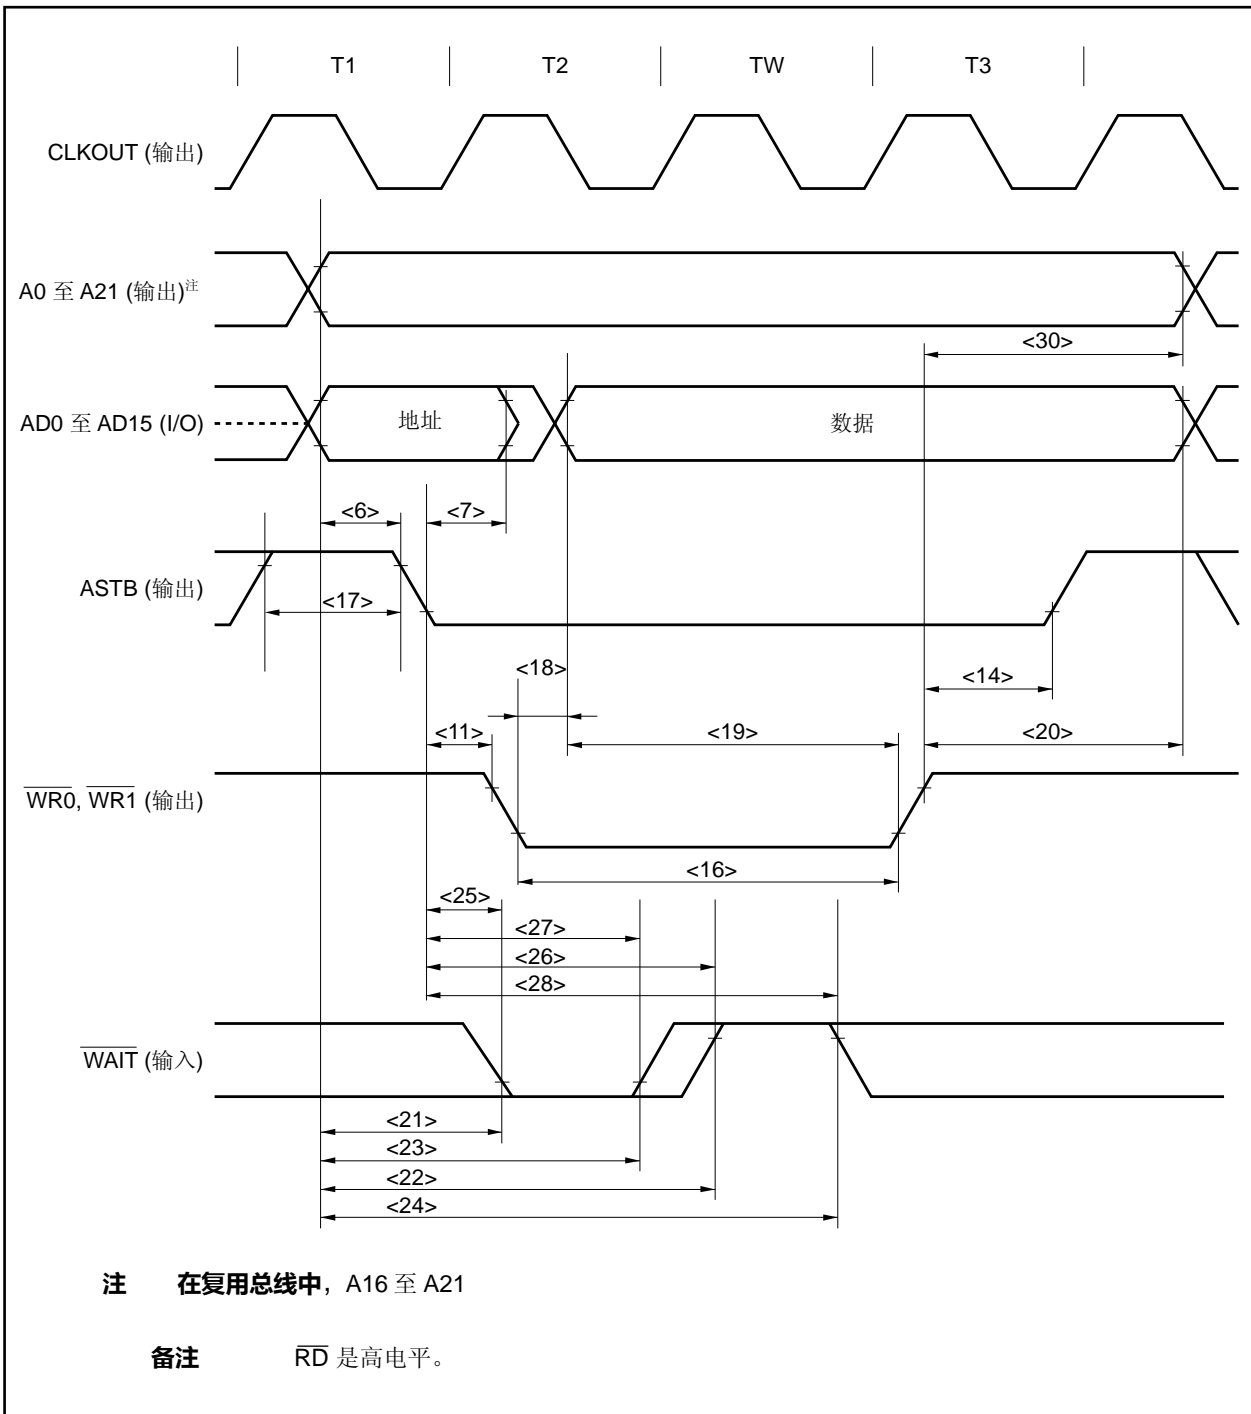 T1 T2 TW T3
CLKOUT (输出)
A0 至 A21 (输出)注
<30>
AD0 至 AD15 (I/O) 地址 数据
<6> <7>
ASTB (输出)
<17>
<18>
<14>
<11> <19> <20>
WR0, WR1 (输出)
<16>
<25>
<27>
<26>
<28>
WAIT (输入)
<21>
<23>
<22>
<24>
注 在复用总线中，A16 至 A21
备注 RD 是高电平。